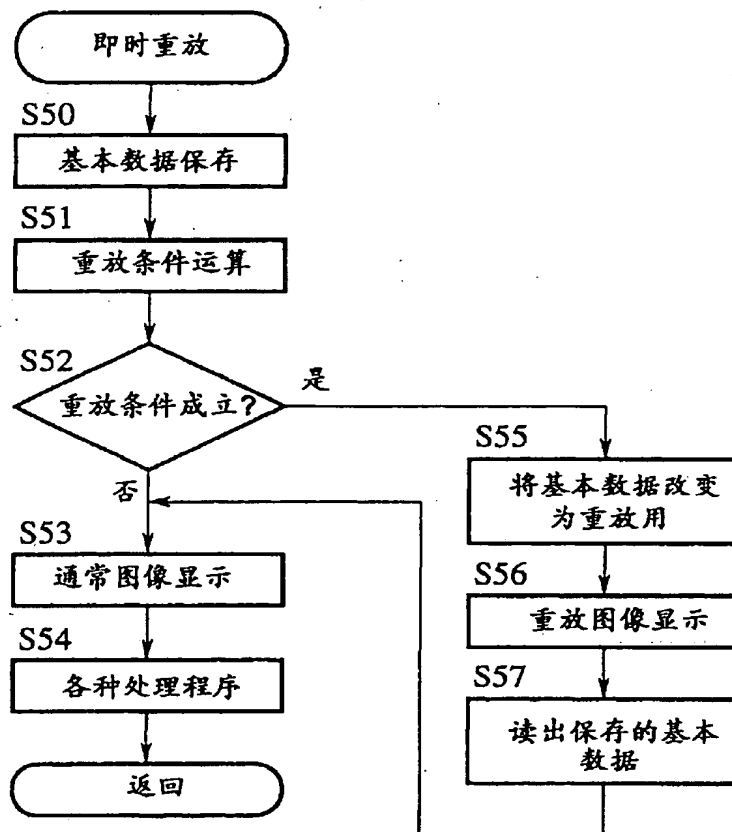 即时重放
S50
基本数据保存
S51
重放条件运算
S52
重放条件成立?
是
否
S53
通常图像显示
S54
各种处理程序
返回
S55
将基本数据改变
为重放用
S56
重放图像显示
S57
读出保存的基本
数据